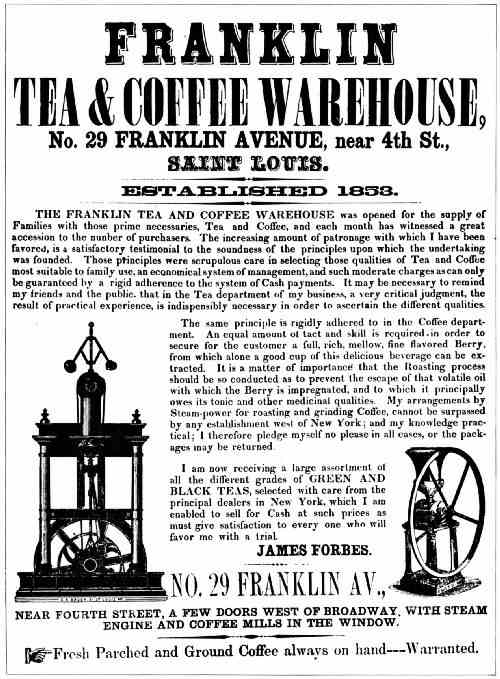 FRANKLIN
TEA & COFFEE WAREHOUSE,
No. 29 FRANKLIN AVENUE, near 4th St.,
SAINT LOUIS.
ESTABLISHED 1853.
THE FRANKLIN TEA AND COFFEE WAREHOUSE was opened for the supply of
Families with those prime necessaries, Tea and Coffee, and each month has witnessed a great
accession to the nunber of purchasers. The increasing amount of patronage with which I have been
favored, is a satisfactory testimonial to the soundness of the principles upon which the undertaking
was founded. Those principles were scrupulous care in selecting those qualities of Tea and Coffee
most suitable to family use, an economical system of management, and such moderate charges as can only
be guaranteed by a rigid adherence to the system of Cash payments. It may be necessary to remind
my friends and the public, that in the Tea department of my business, a very critical judgment, the
result of practical experience, is indispensibly necessary in order to ascertain the different qualities.
The same principle is rigidly adhered to in the Coffee depart-
ment. An equal amount ot tact and skill is required in order to
secure for the customer a full, rich, mellow, fine flavored Berry,
from which alone a good cup of this delicious beverage can be ex-
tracted. It is a matter of importance that the Roasting process
should be so conducted as to prevent the escape of that volatile oil
with which the Berry is impregnated, and to which it principally
owes its tonic and other medicinal qualities. My arrangements by
Steam-power for roasting and grinding Coffee, cannot be surpassed
by any establishment west of New York; and my knowledge prac-
tical; I therefore pledge myself no please in all cases, or the pack-
ages may be returned.
I am now receiving a large assortment of
all the different grades of GREEN AND
BLACK TEAS, selected with care from the
principal dealers in New York, which I am
enabled to sell for Cash at such prices as
must give satisfaction to every one who will
favor me with a trial.
JAMES FORBES.
NO. 29 FRANKLIN AV.,
NEAR FOURTH STREET, A FEW DOORS WEST OF BROADWAY, WITH STEAM
ENGINE AND COFFEE MILLS IN THE WINDOW.
Fresh Parched and Ground Coffee always on hand---Warranted.